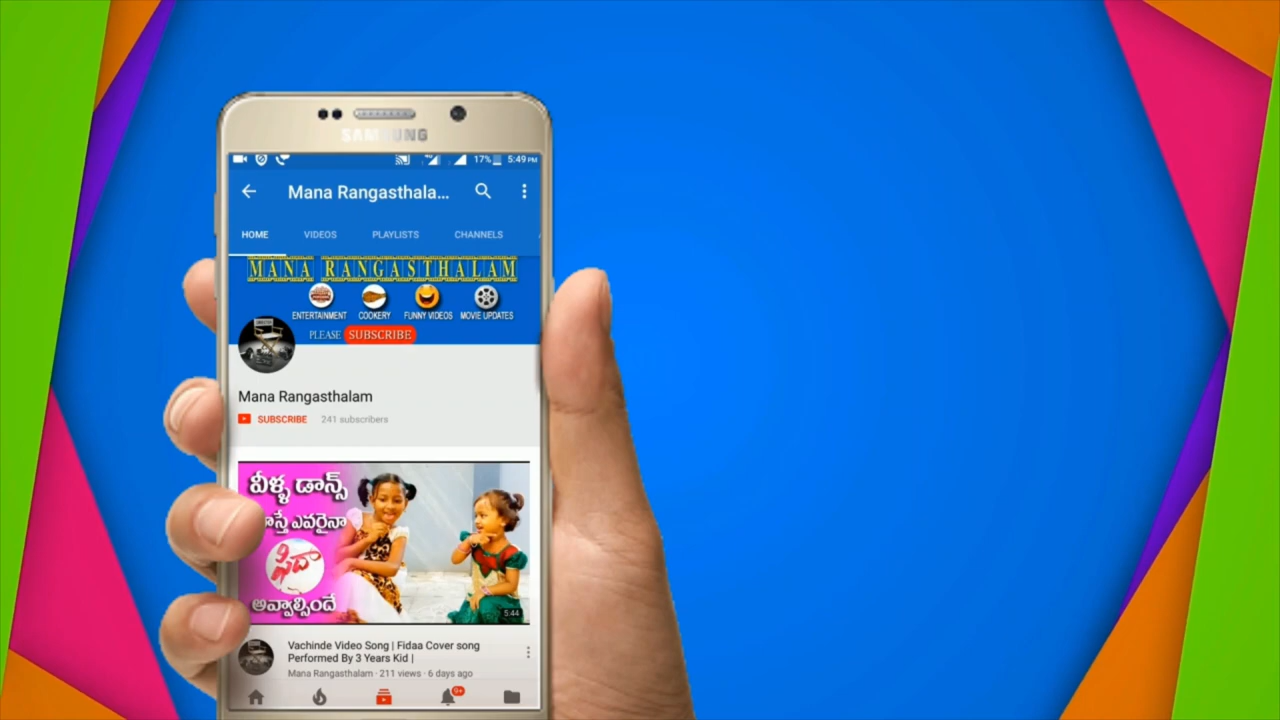 SAMSUNG
17% 5:49 PM
Mana Rangasthala...
HOME VIDEOS PLAYLISTS CHANNELS
MANA RANGASTHALAM
ENTERTAINMENT COOKERY FUNNY VIDEOS MOVIE UPDATES
PLEASE SUBSCRIBE
Mana Rangasthalam
SUBSCRIBE 241 subscribers
వీళ్ళ డాన్స్
ఎవరైనా
ఫిదా
అవ్వాల్సిందే
5:44
Vachinde Video Song | Fidaa Cover song
Performed By 3 Years Kid |
Mana Rangasthalam · 211 views · 6 days ago
9+